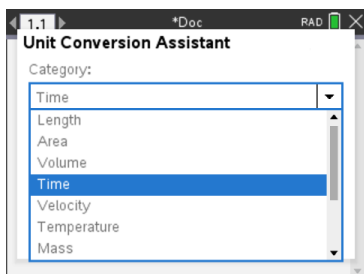 1.1 *Doc RAD
Unit Conversion Assistant
Category:
Time
Length
Area
Volume
Time
Velocity
Temperature
Mass